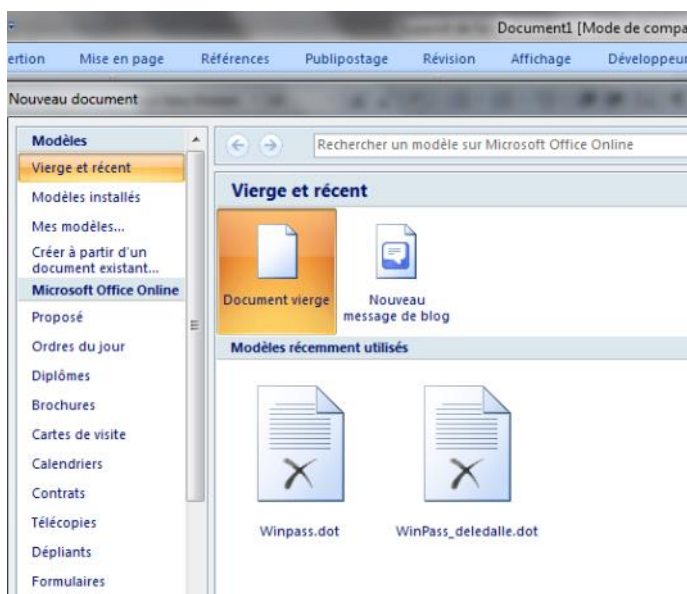 Document1 [Mode de compa
ertion Mise en page Références Publipostage Révision Affichage Développeur
Nouveau document
Modèles
Vierge et récent
Modèles installés
Mes modèles...
Créer à partir d'un
document existant...
Microsoft Office Online
Proposé
Ordres du jour
Diplômes
Brochures
Cartes de visite
Calendriers
Contrats
Télécopies
Dépliants
Formulaires
Rechercher un modèle sur Microsoft Office Online
Vierge et récent
Document vierge
Nouveau
message de blog
Modèles récemment utilisés
Winpass.dot
WinPass_deledalle.dot